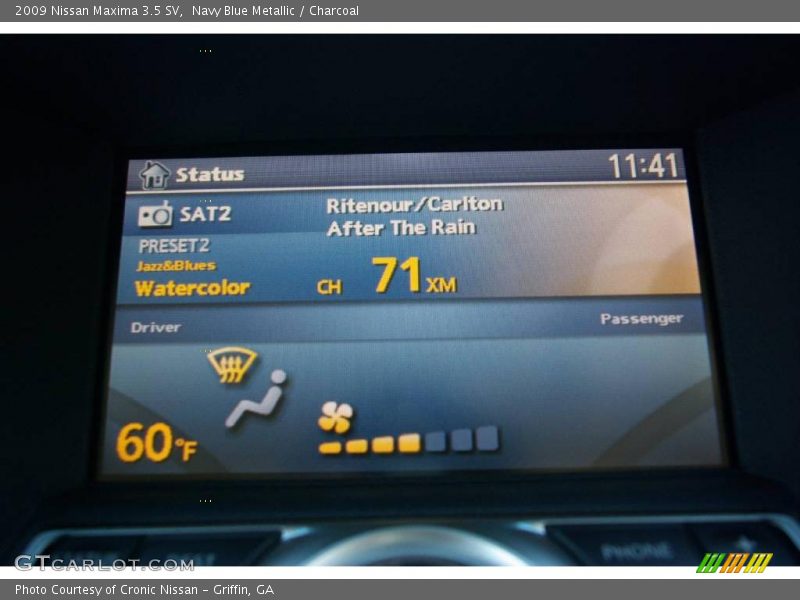 2009 Nissan Maxima 3.5 SV, Navy Blue Metallic / Charcoal
Status 11:41
SAT2 Ritenour/Carlton
After The Rain
PRESET2
Jazz&Blues
Watercolor CH 71 XM
Driver Passenger
60°F
PHONE
GTCARLOT.COM
Photo Courtesy of Cronic Nissan - Griffin, GA